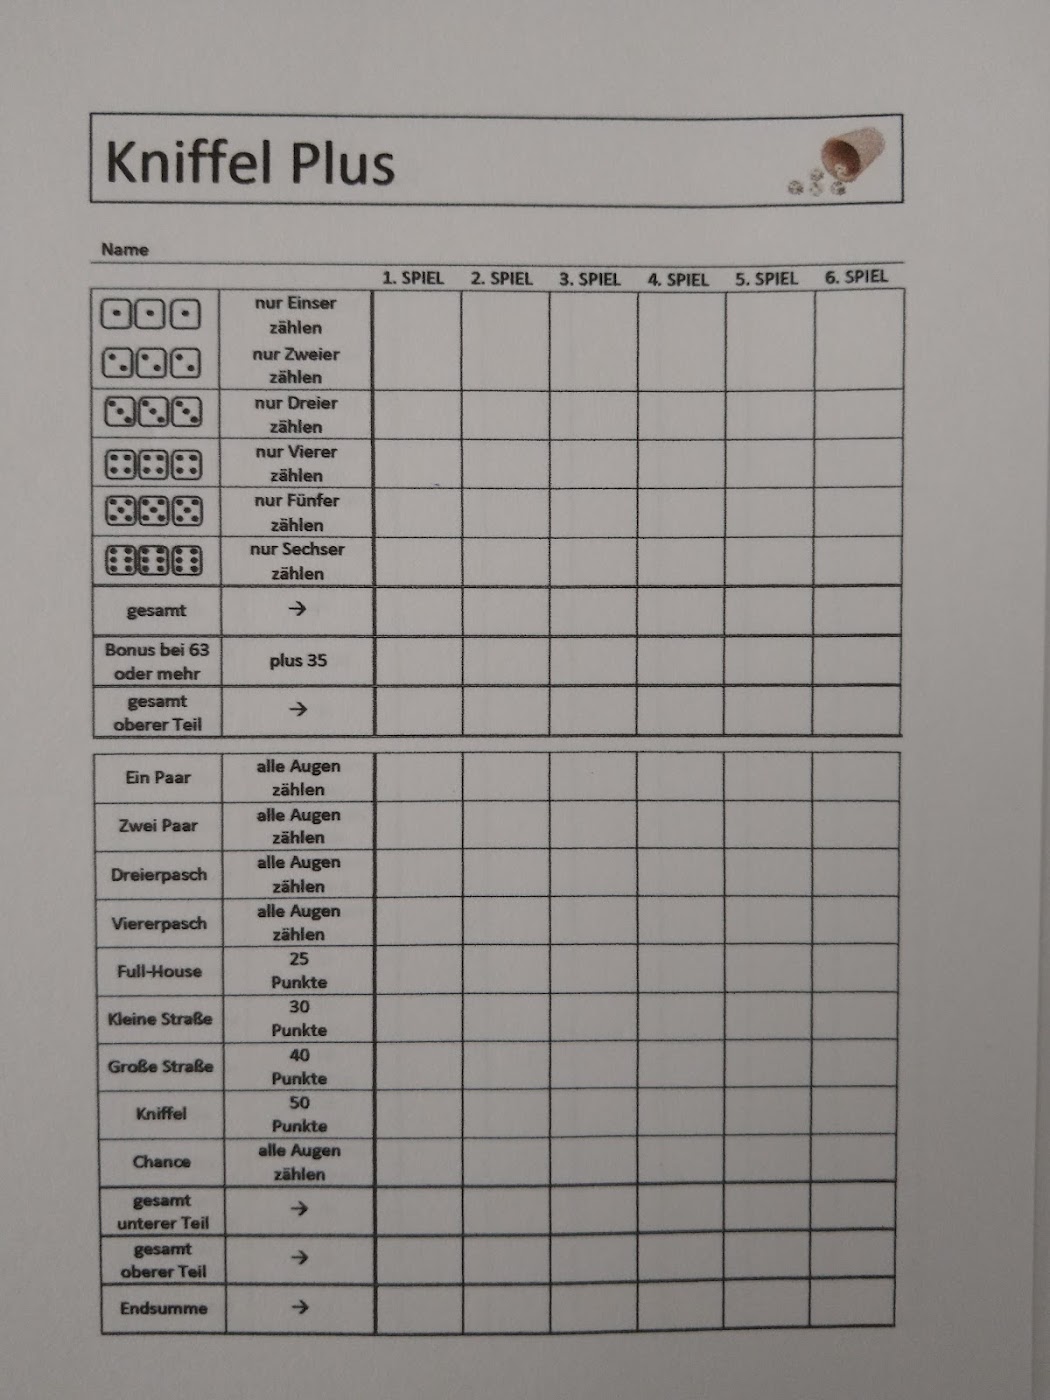 Kniffel Plus
Name
1. SPIEL 2. SPIEL 3. SPIEL 4. SPIEL 5. SPIEL 6. SPIEL
nur Einser
zählen
nur Zweier
zählen
nur Dreier
zählen
nur Vierer
zählen
nur Fünfer
zählen
nur Sechser
zählen
gesamt →
Bonus bei 63
oder mehr
plus 35
gesamt
oberer Teil
→
Ein Paar
alle Augen
zählen
Zwei Paar
alle Augen
zählen
Dreierpasch
alle Augen
zählen
Viererpasch
alle Augen
zählen
Full-House
25
Punkte
Kleine Straße
30
Punkte
Große Straße
40
Punkte
Kniffel
50
Punkte
Chance
alle Augen
zählen
gesamt
unterer Teil
→
gesamt
oberer Teil
→
Endsumme →